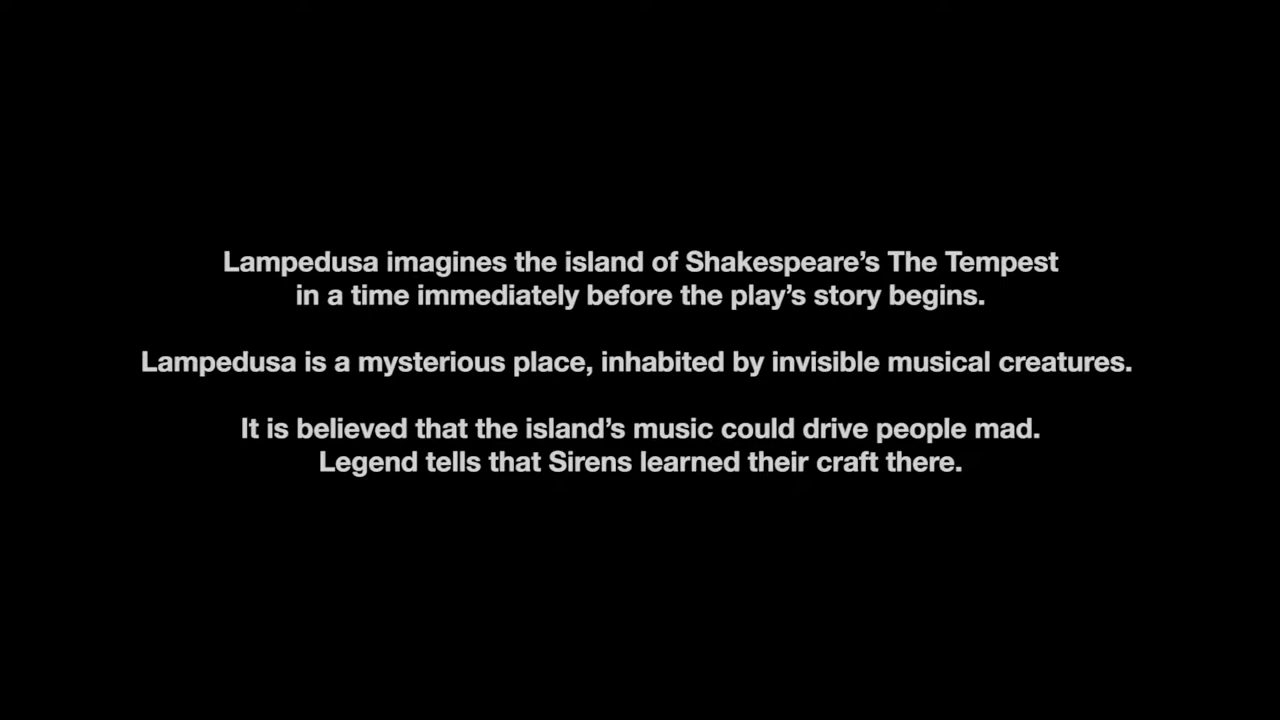 Lampedusa imagines the island of Shakespeare’s The Tempest
in a time immediately before the play’s story begins.
Lampedusa is a mysterious place, inhabited by invisible musical creatures.
It is believed that the island’s music could drive people mad.
Legend tells that Sirens learned their craft there.